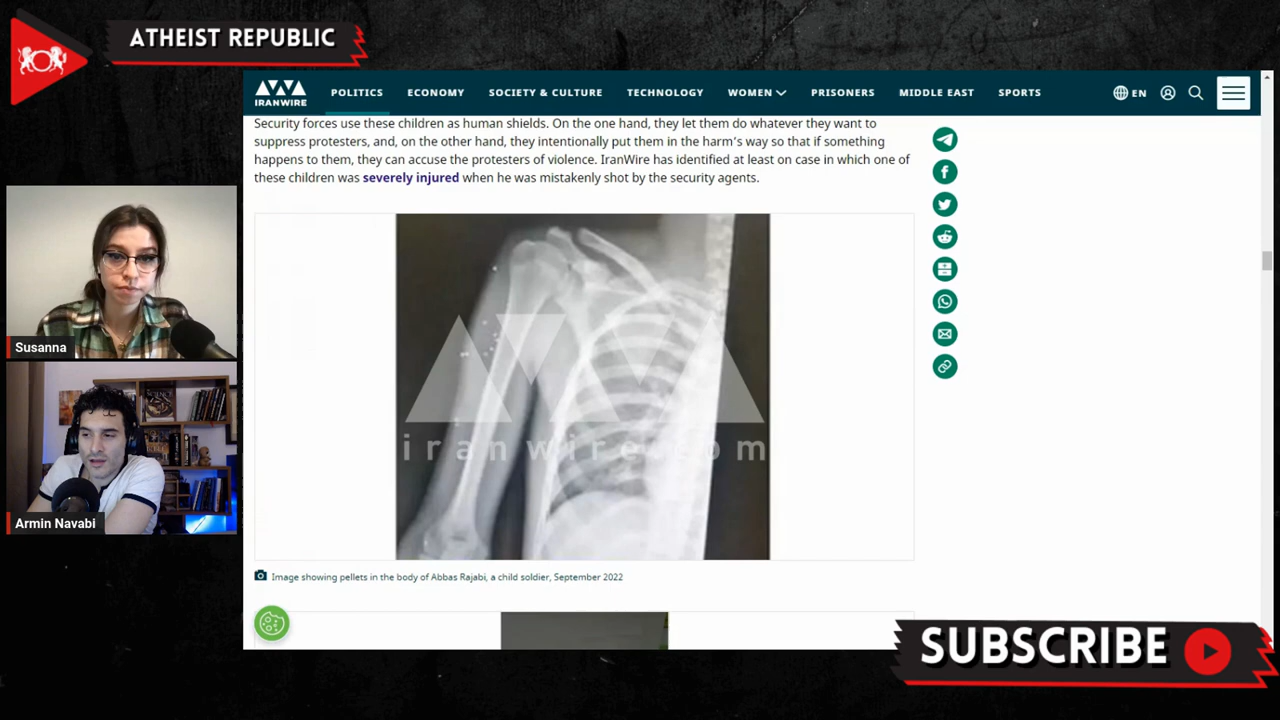 ATHEIST REPUBLIC
IRANWIRE
POLITICS ECONOMY SOCIETY & CULTURE TECHNOLOGY WOMEN PRISONERS MIDDLE EAST SPORTS EN
Security forces use these children as human shields. On the one hand, they let them do whatever they want to
suppress protesters, and, on the other hand, they intentionally put them in the harm's way so that if something
happens to them, they can accuse the protesters of violence. IranWire has identified at least on case in which one of
these children was severely injured when he was mistakenly shot by the security agents.
Susanna
iranwire.com
Armin Navabi
Image showing pellets in the body of Abbas Rajabi, a child soldier, September 2022
SUBSCRIBE